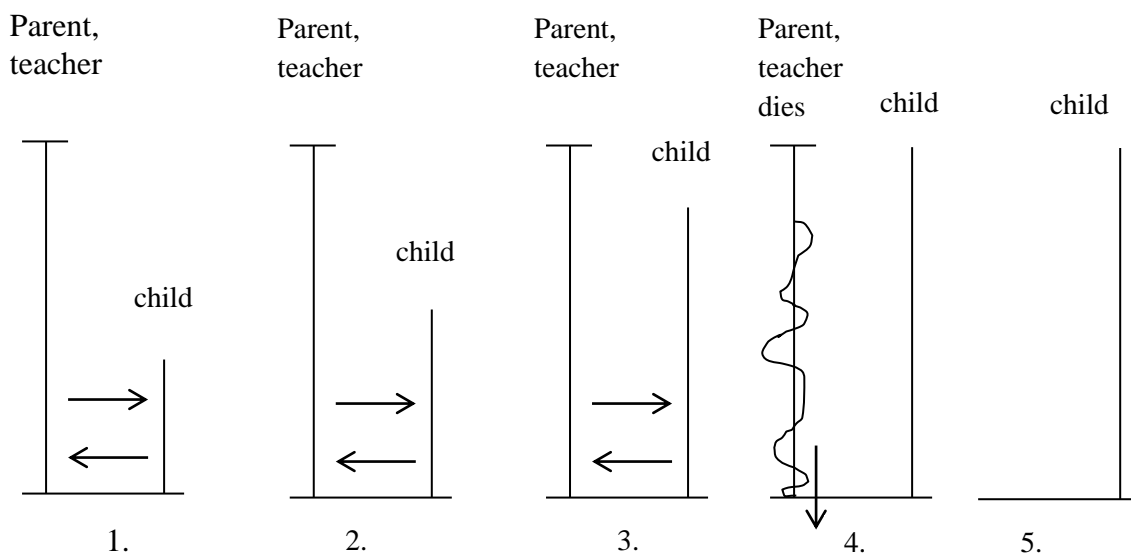 Parent,
teacher
child
1.
Parent,
teacher
child
2.
Parent,
teacher
child
3.
Parent,
teacher
dies
child
4.
child
5.